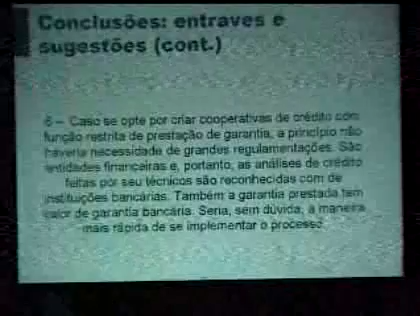 Conclusões: entraves e
sugestões (cont.)
6 – Caso se opte por criar cooperativas de crédito com
função restrita de prestação de garantia, a princípio não
haveria necessidade de grandes regulamentações. São
entidades financeiras e, portanto, as análises de crédito
feitas por seu técnicos são reconhecidas com de
instituições bancárias. Também a garantia prestada tem
valor de garantia bancária. Seria, sem dúvida, a maneira
mais rápida de se implementar o processo